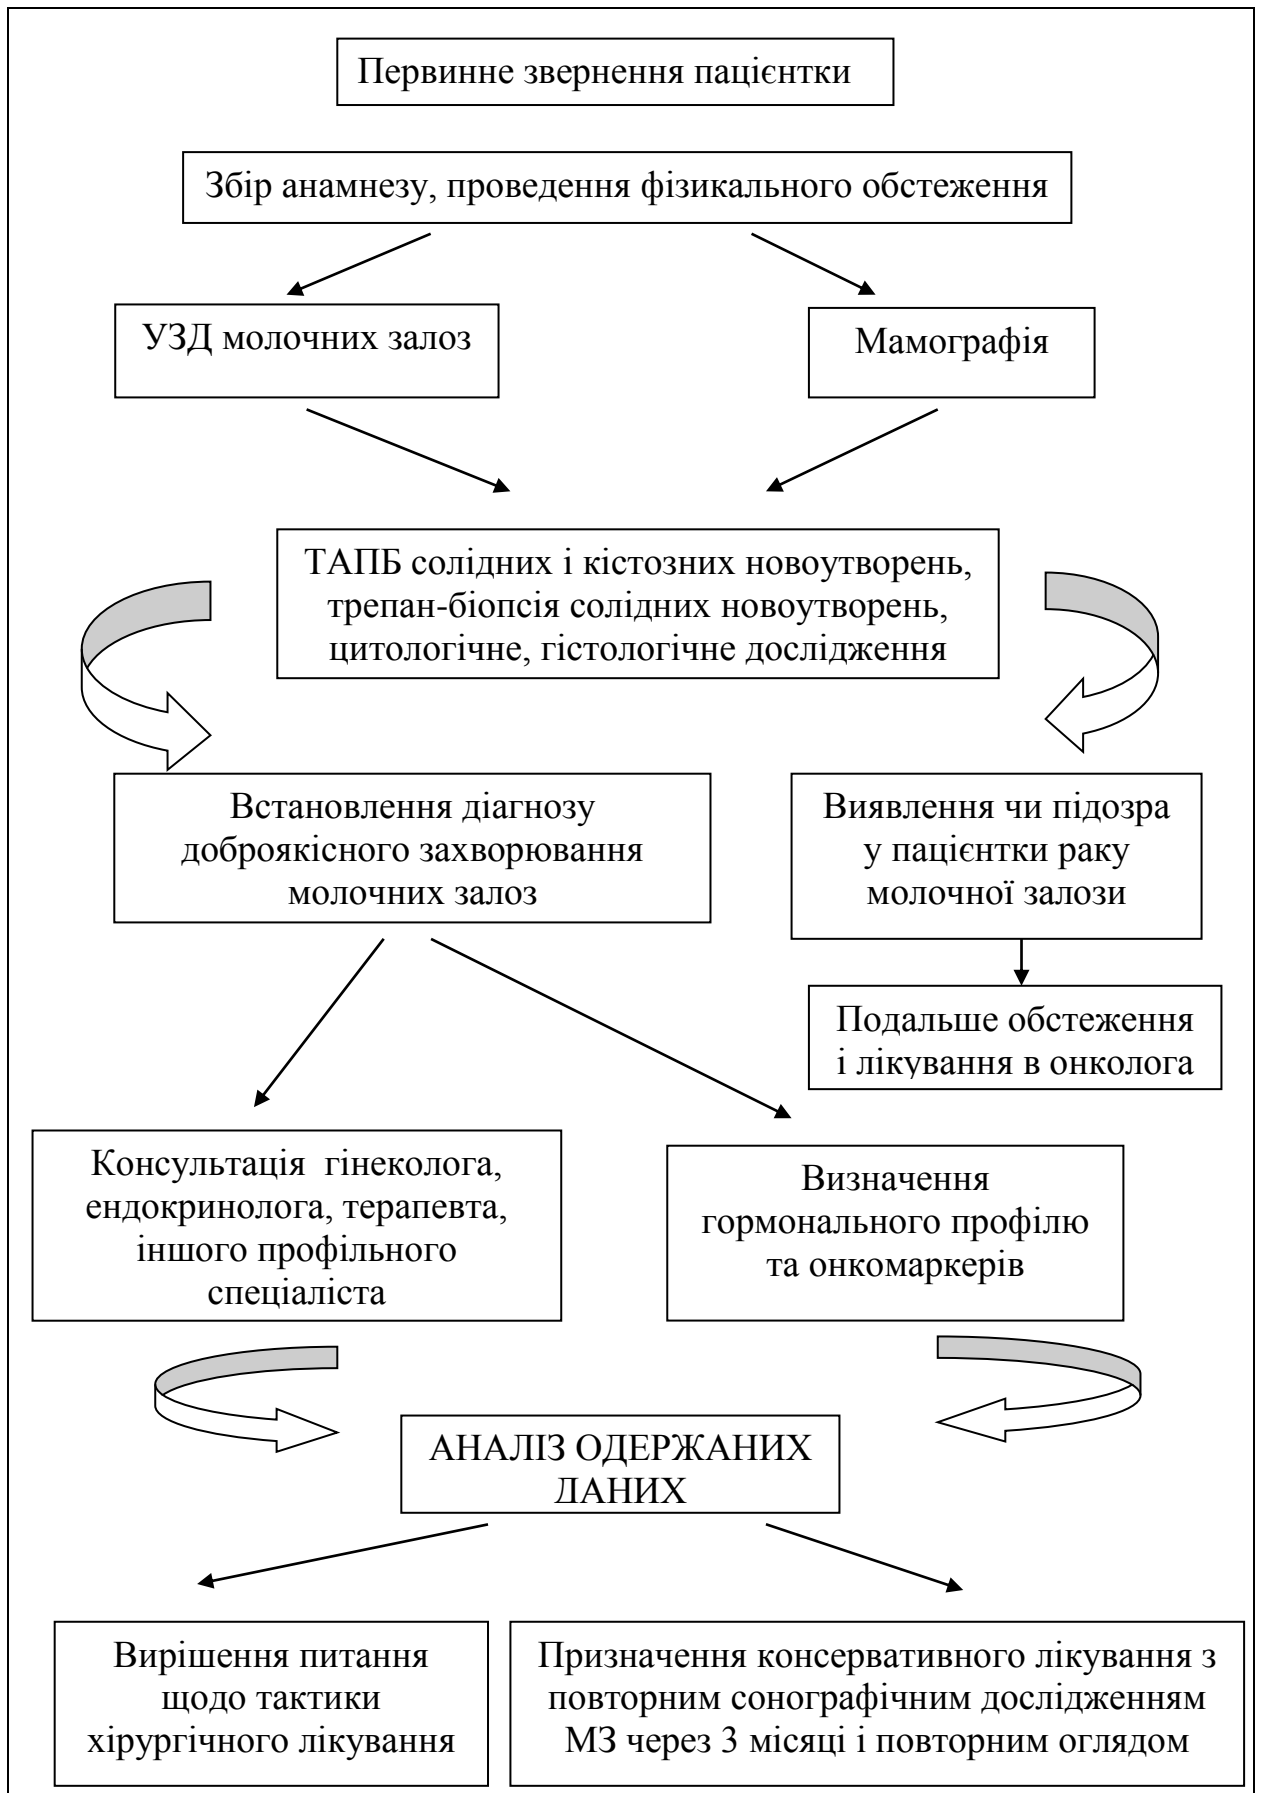 Первинне звернення пацієнтки
Збір анамнезу, проведення фізикального обстеження
УЗД молочних залоз
Мамографія
ТАПБ солідних і кістозних новоутворень,
трепан-біопсія солідних новоутворень,
цитологічне, гістологічне дослідження
Встановлення діагнозу
доброякісного захворювання
молочних залоз
Виявлення чи підозра
у пацієнтки раку
молочної залози
Подальше обстеження
і лікування в онколога
Консультація гінеколога,
ендокринолога, терапевта,
іншого профільного
спеціаліста
Визначення
гормонального профілю
та онкомаркерів
АНАЛІЗ ОДЕРЖАНИХ
ДАНИХ
Вирішення питання
щодо тактики
хірургічного лікування
Призначення консервативного лікування з
повторним сонографічним дослідженням
МЗ через 3 місяці і повторним оглядом